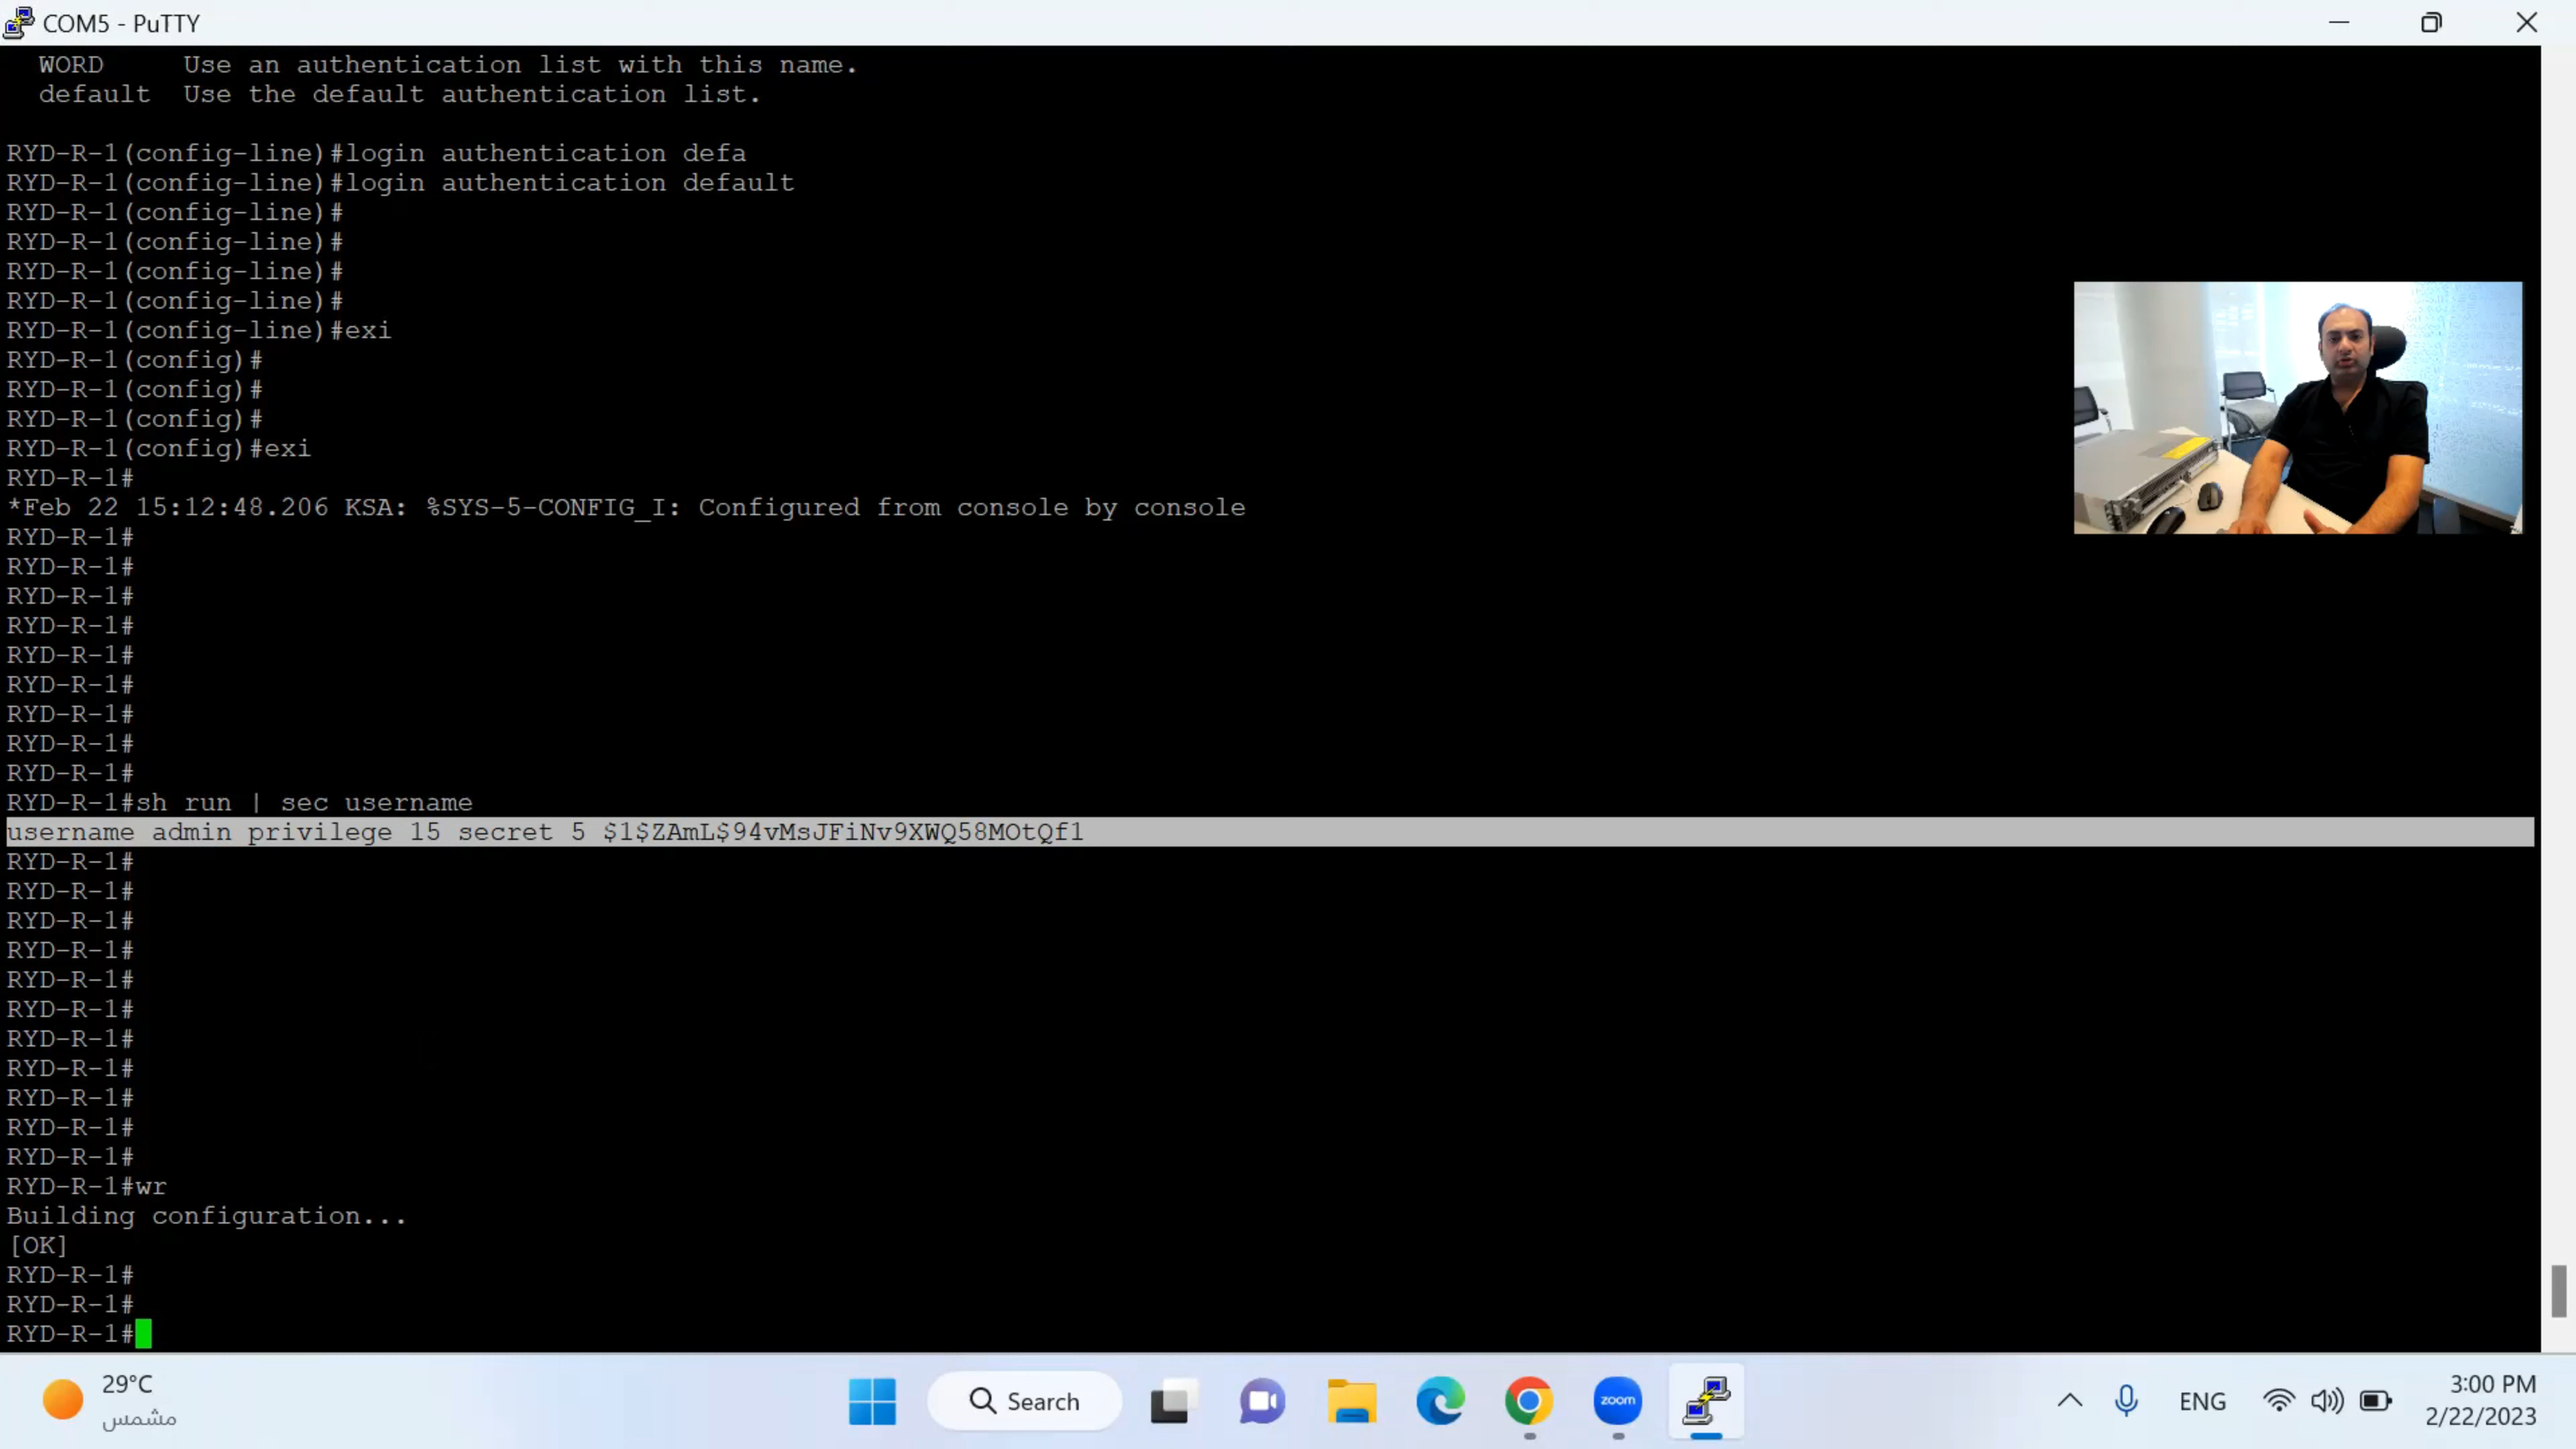 COM5 - PuTTY
WORD Use an authentication list with this name.
default Use the default authentication list.
RYD-R-1(config-line)#login authentication defa
RYD-R-1(config-line)#login authentication default
RYD-R-1(config-line)#
RYD-R-1(config-line)#
RYD-R-1(config-line)#
RYD-R-1(config-line)#
RYD-R-1(config-line)#exi
RYD-R-1(config)#
RYD-R-1(config)#
RYD-R-1(config)#
RYD-R-1(config)#exi
RYD-R-1#
*Feb 22 15:12:48.206 KSA: %SYS-5-CONFIG_I: Configured from console by console
RYD-R-1#
RYD-R-1#
RYD-R-1#
RYD-R-1#
RYD-R-1#
RYD-R-1#
RYD-R-1#
RYD-R-1#
RYD-R-1#
RYD-R-1#sh run | sec username
username admin privilege 15 secret 5 $1$ZAmL$94vMsJFiNv9XWQ58MOtQf1
RYD-R-1#
RYD-R-1#
RYD-R-1#
RYD-R-1#
RYD-R-1#
RYD-R-1#
RYD-R-1#
RYD-R-1#
RYD-R-1#
RYD-R-1#
RYD-R-1#
RYD-R-1#wr
Building configuration...
[OK]
RYD-R-1#
RYD-R-1#
RYD-R-1#
29°C
مشمس
Search
zoom
ENG
3:00 PM
2/22/2023